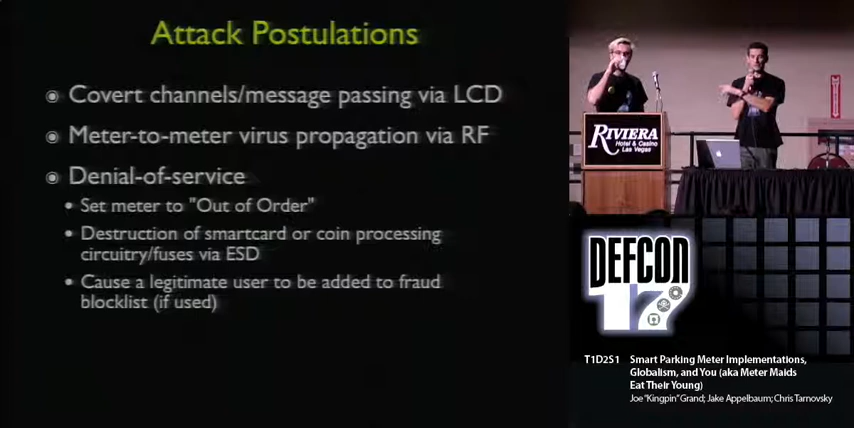 Attack Postulations
Covert channels/message passing via LCD
Meter-to-meter virus propagation via RF
Denial-of-service
Set meter to "Out of Order"
Destruction of smartcard or coin processing
circuitry/fuses via ESD
Cause a legitimate user to be added to fraud
blocklist (if used)
RIVIERA
Hotel & Casino
Las Vegas
DEFCON
17
T1D2S1 Smart Parking Meter Implementations,
Globalism, and You (aka Meter Maids
Eat Their Young)
Joe "Kingpin" Grand; Jake Appelbaum; Chris Tarnovsky